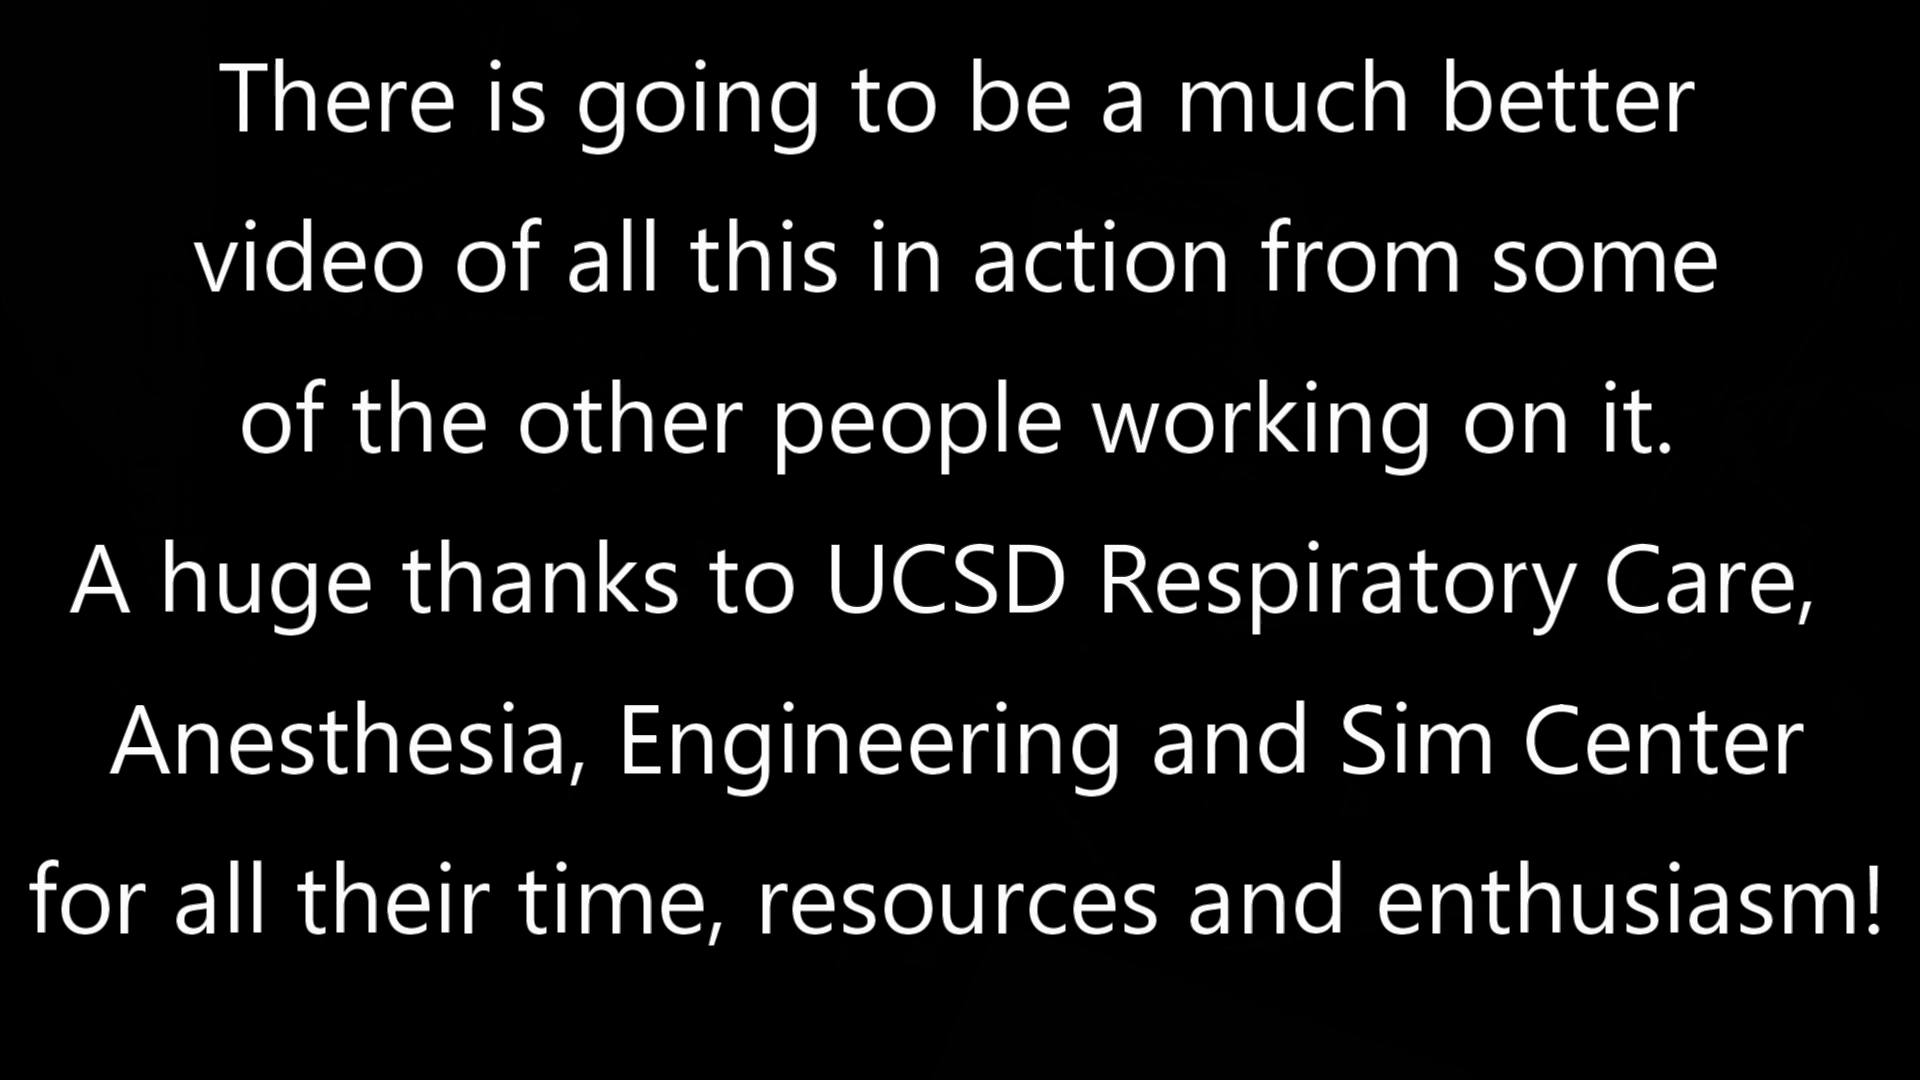 There is going to be a much better
video of all this in action from some
of the other people working on it.
A huge thanks to UCSD Respiratory Care,
Anesthesia, Engineering and Sim Center
for all their time, resources and enthusiasm!